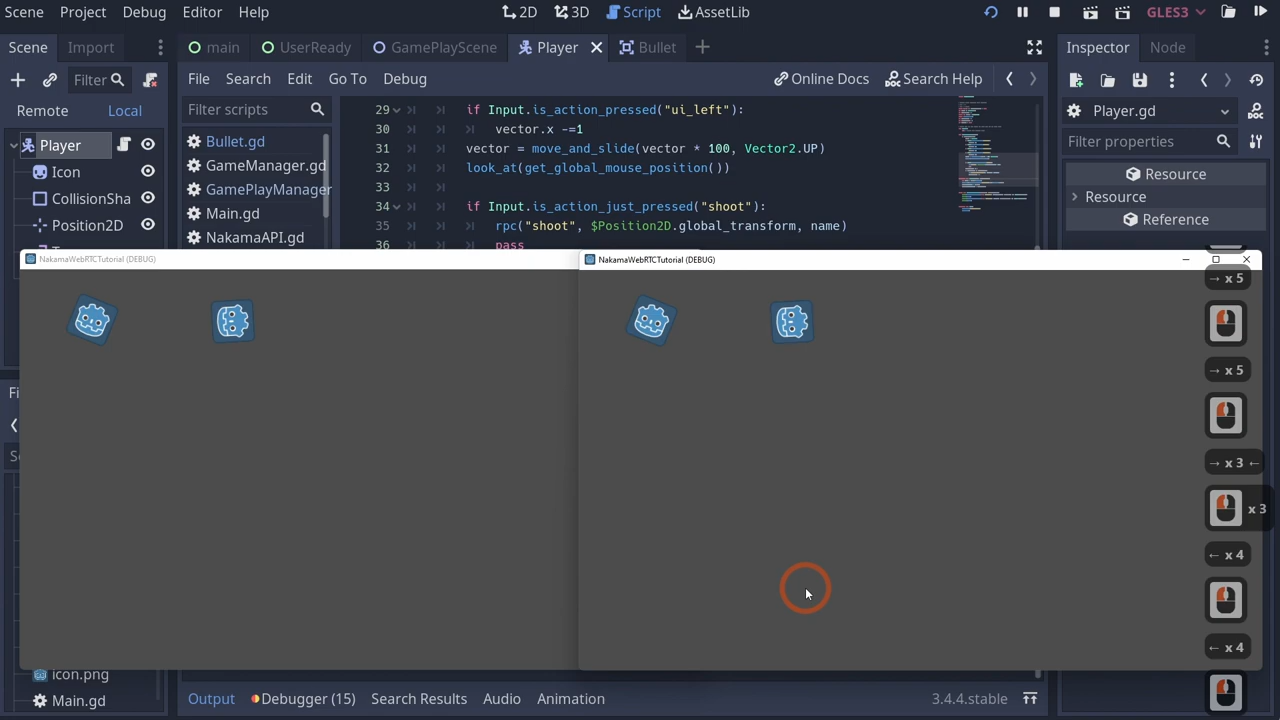 Scene Project Debug Editor Help
2D 3D Script AssetLib
GLES3
Scene Import
main UserReady GamePlayScene Player Bullet
Inspector Node
Filter
File Search Edit Go To Debug
Online Docs Search Help
Remote Local
Filter scripts
Player.gd
Filter properties
29 if Input.is_action_pressed("ui_left"):
30 vector.x -=1
31 vector = move_and_slide(vector * 100, Vector2.UP)
32 look_at(get_global_mouse_position())
33
34 if Input.is_action_just_pressed("shoot"):
35 rpc("shoot", $Position2D.global_transform, name)
36 pass
Player
Icon
CollisionSha
Position2D
Bullet.gd
GameManager.gd
GamePlayManager
Main.gd
NakamaAPI.gd
Resource
Resource
Reference
NakamaWebRTCTutorial (DEBUG)
NakamaWebRTCTutorial (DEBUG)
→ x 5
→ x 5
→ x 3 ←
x 3
← x 4
← x 4
Fi
icon.png
Main.gd
Output Debugger (15) Search Results Audio Animation
3.4.4.stable